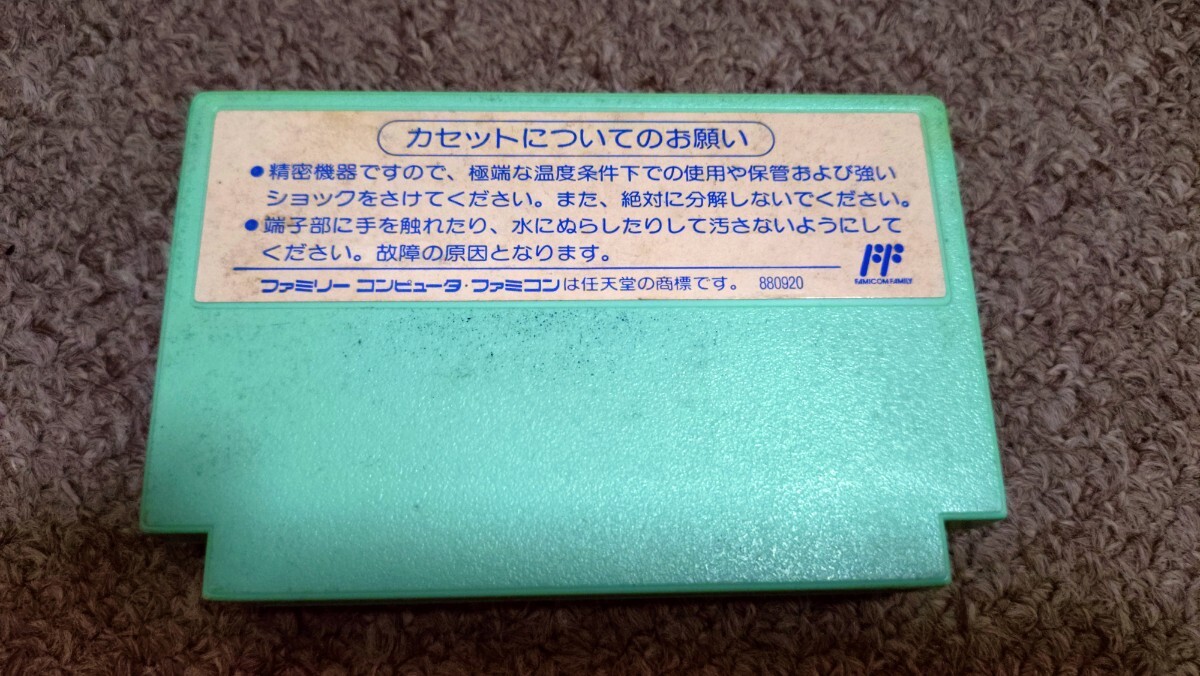 カセットについてのお願い
●精密機器ですので、極端な温度条件下での使用や保管および強い
ショックをさけてください。また、絶対に分解しないでください。
●端子部に手を触れたり、水にぬらしたりして汚さないようにして
ください。故障の原因となります。
FF
FAMICOM FAMILY
ファミリー コンピュータ・ファミコンは任天堂の商標です。 880920